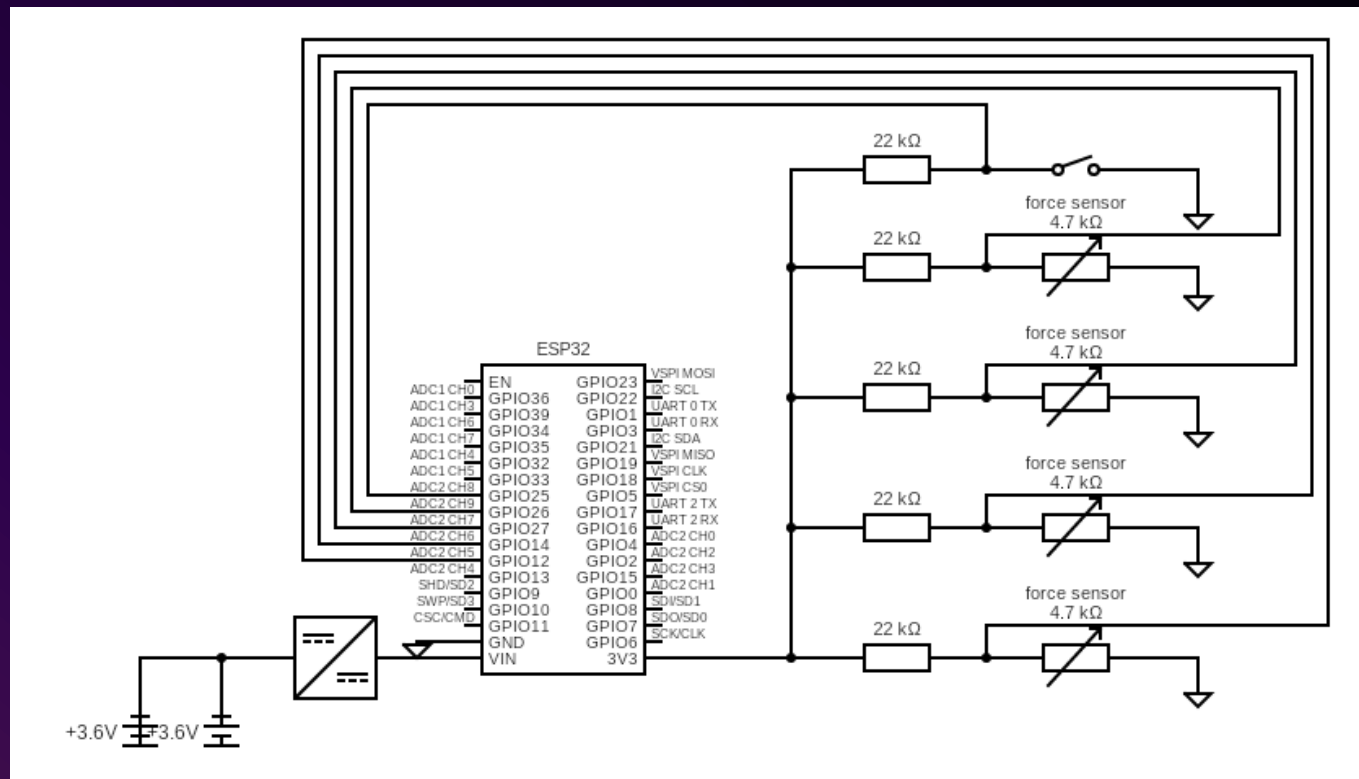 22 kΩ
force sensor
4.7 kΩ
22 kΩ
force sensor
4.7 kΩ
22 kΩ
force sensor
4.7 kΩ
22 kΩ
force sensor
4.7 kΩ
22 kΩ
ESP32
ADC1 CH0
ADC1 CH3
ADC1 CH6
ADC1 CH7
ADC1 CH4
ADC1 CH5
ADC2 CH8
ADC2 CH9
ADC2 CH7
ADC2 CH6
ADC2 CH5
ADC2 CH4
SHD/SD2
SWP/SD3
CSC/CMD
EN
GPIO36
GPIO39
GPIO34
GPIO35
GPIO32
GPIO33
GPIO25
GPIO26
GPIO27
GPIO14
GPIO12
GPIO13
GPIO9
GPIO10
GPIO11
GND
VIN
GPIO23
GPIO22
GPIO1
GPIO3
GPIO21
GPIO19
GPIO18
GPIO5
GPIO17
GPIO16
GPIO4
GPIO2
GPIO15
GPIO0
GPIO8
GPIO7
GPIO6
3V3
VSPI MOSI
I2C SCL
UART 0 TX
UART 0 RX
I2C SDA
VSPI MISO
VSPI CLK
VSPI CS0
UART 2 TX
UART 2 RX
ADC2 CH0
ADC2 CH2
ADC2 CH3
ADC2 CH1
SDI/SD1
SDO/SD0
SCK/CLK
+3.6V
+3.6V